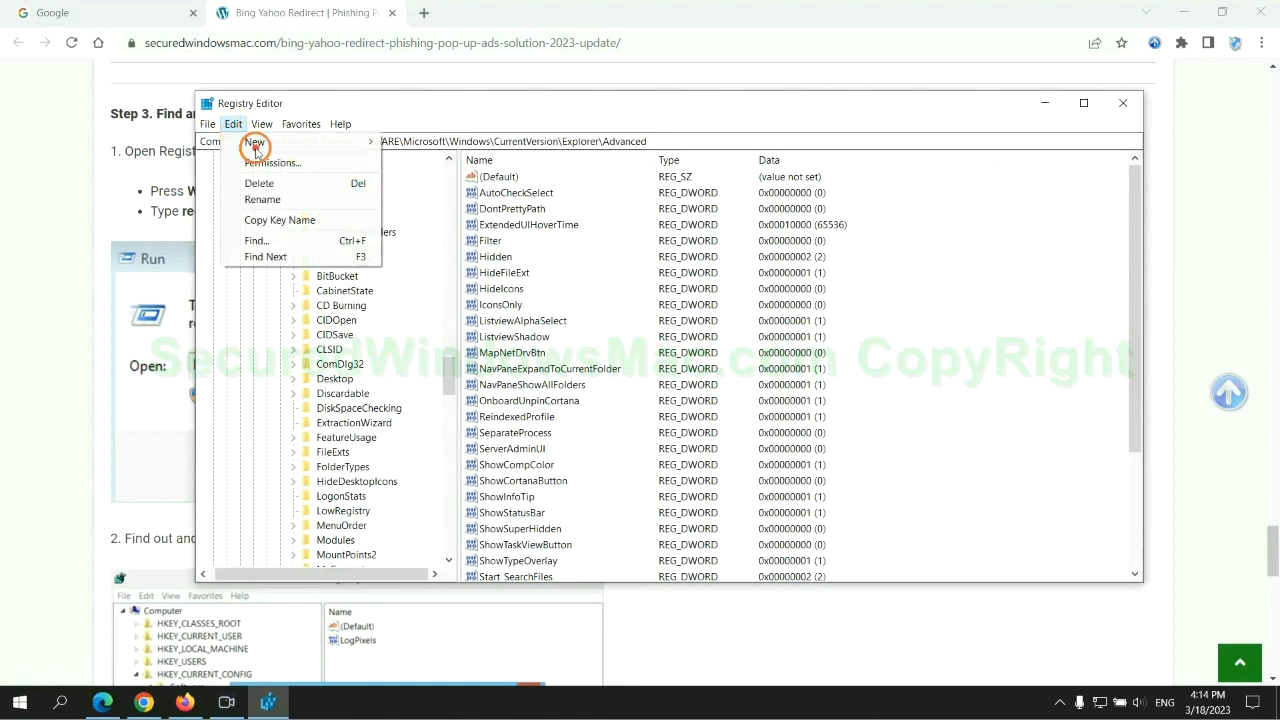 Google
Bing Yahoo Redirect | Phishing P
securedwindowsmac.com/bing-yahoo-redirect-phishing-pop-up-ads-solution-2023-update/
Step 3. Find a
1. Open Regist
Press W
Type re
Run
Open:
2. Find out and
Registry Editor
File Edit View Favorites Help
Com
ARE\Microsoft\Windows\CurrentVersion\Explorer\Advanced
New
Permissions...
Delete Del
Rename
Copy Key Name
Find... Ctrl+F
Find Next F3
ders
BitBucket
CabinetState
CD Burning
CIDOpen
CIDSave
CLSID
ComDlg32
Desktop
Discardable
DiskSpaceChecking
ExtractionWizard
FeatureUsage
FileExts
FolderTypes
HideDesktopIcons
LogonStats
LowRegistry
MenuOrder
Modules
MountPoints2
Name Type Data
(Default) REG_SZ (value not set)
AutoCheckSelect REG_DWORD 0x00000000 (0)
DontPrettyPath REG_DWORD 0x00000000 (0)
ExtendedUIHoverTime REG_DWORD 0x00010000 (65536)
Filter REG_DWORD 0x00000000 (0)
Hidden REG_DWORD 0x00000002 (2)
HideFileExt REG_DWORD 0x00000001 (1)
HideIcons REG_DWORD 0x00000000 (0)
IconsOnly REG_DWORD 0x00000000 (0)
ListviewAlphaSelect REG_DWORD 0x00000001 (1)
ListviewShadow REG_DWORD 0x00000001 (1)
MapNetDrvBtn REG_DWORD 0x00000000 (0)
NavPaneExpandToCurrentFolder REG_DWORD 0x00000000 (0)
NavPaneShowAllFolders REG_DWORD 0x00000001 (1)
OnboardUnpinCortana REG_DWORD 0x00000001 (1)
ReindexedProfile REG_DWORD 0x00000001 (1)
SeparateProcess REG_DWORD 0x00000000 (0)
ServerAdminUI REG_DWORD 0x00000000 (0)
ShowCompColor REG_DWORD 0x00000001 (1)
ShowCortanaButton REG_DWORD 0x00000000 (0)
ShowInfoTip REG_DWORD 0x00000001 (1)
ShowStatusBar REG_DWORD 0x00000001 (1)
ShowSuperHidden REG_DWORD 0x00000000 (0)
ShowTaskViewButton REG_DWORD 0x00000000 (0)
ShowTypeOverlay REG_DWORD 0x00000001 (1)
Start_SearchFiles REG_DWORD 0x00000002 (2)
SecuredWindowsMac.com CopyRight
File Edit View Favorites Help
Computer
HKEY_CLASSES_ROOT
HKEY_CURRENT_USER
HKEY_LOCAL_MACHINE
HKEY_USERS
HKEY_CURRENT_CONFIG
Name
(Default)
LogPixels
ENG
4:14 PM
3/18/2023